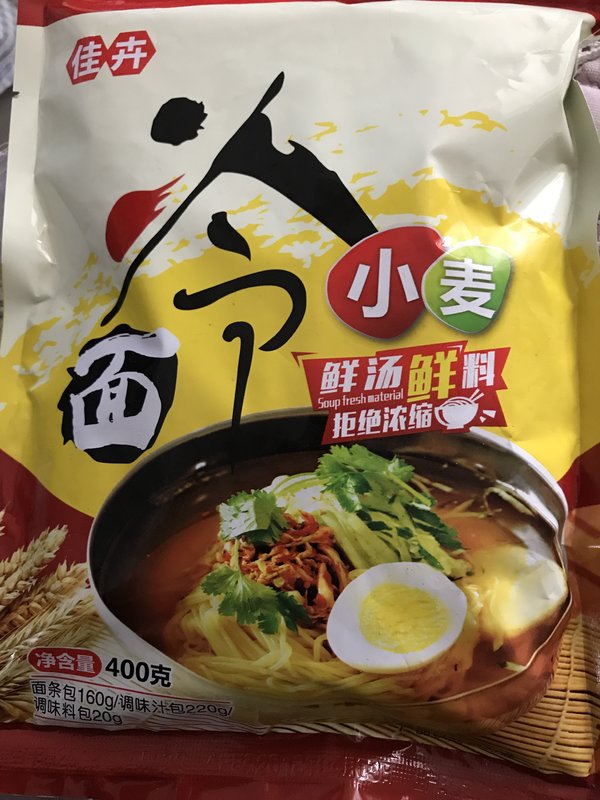 佳卉
冷面
小麦
鲜汤鲜料
Soup fresh material
拒绝浓缩
净含量 400克
面条包160g/调味汁包220g/
调味料包20g